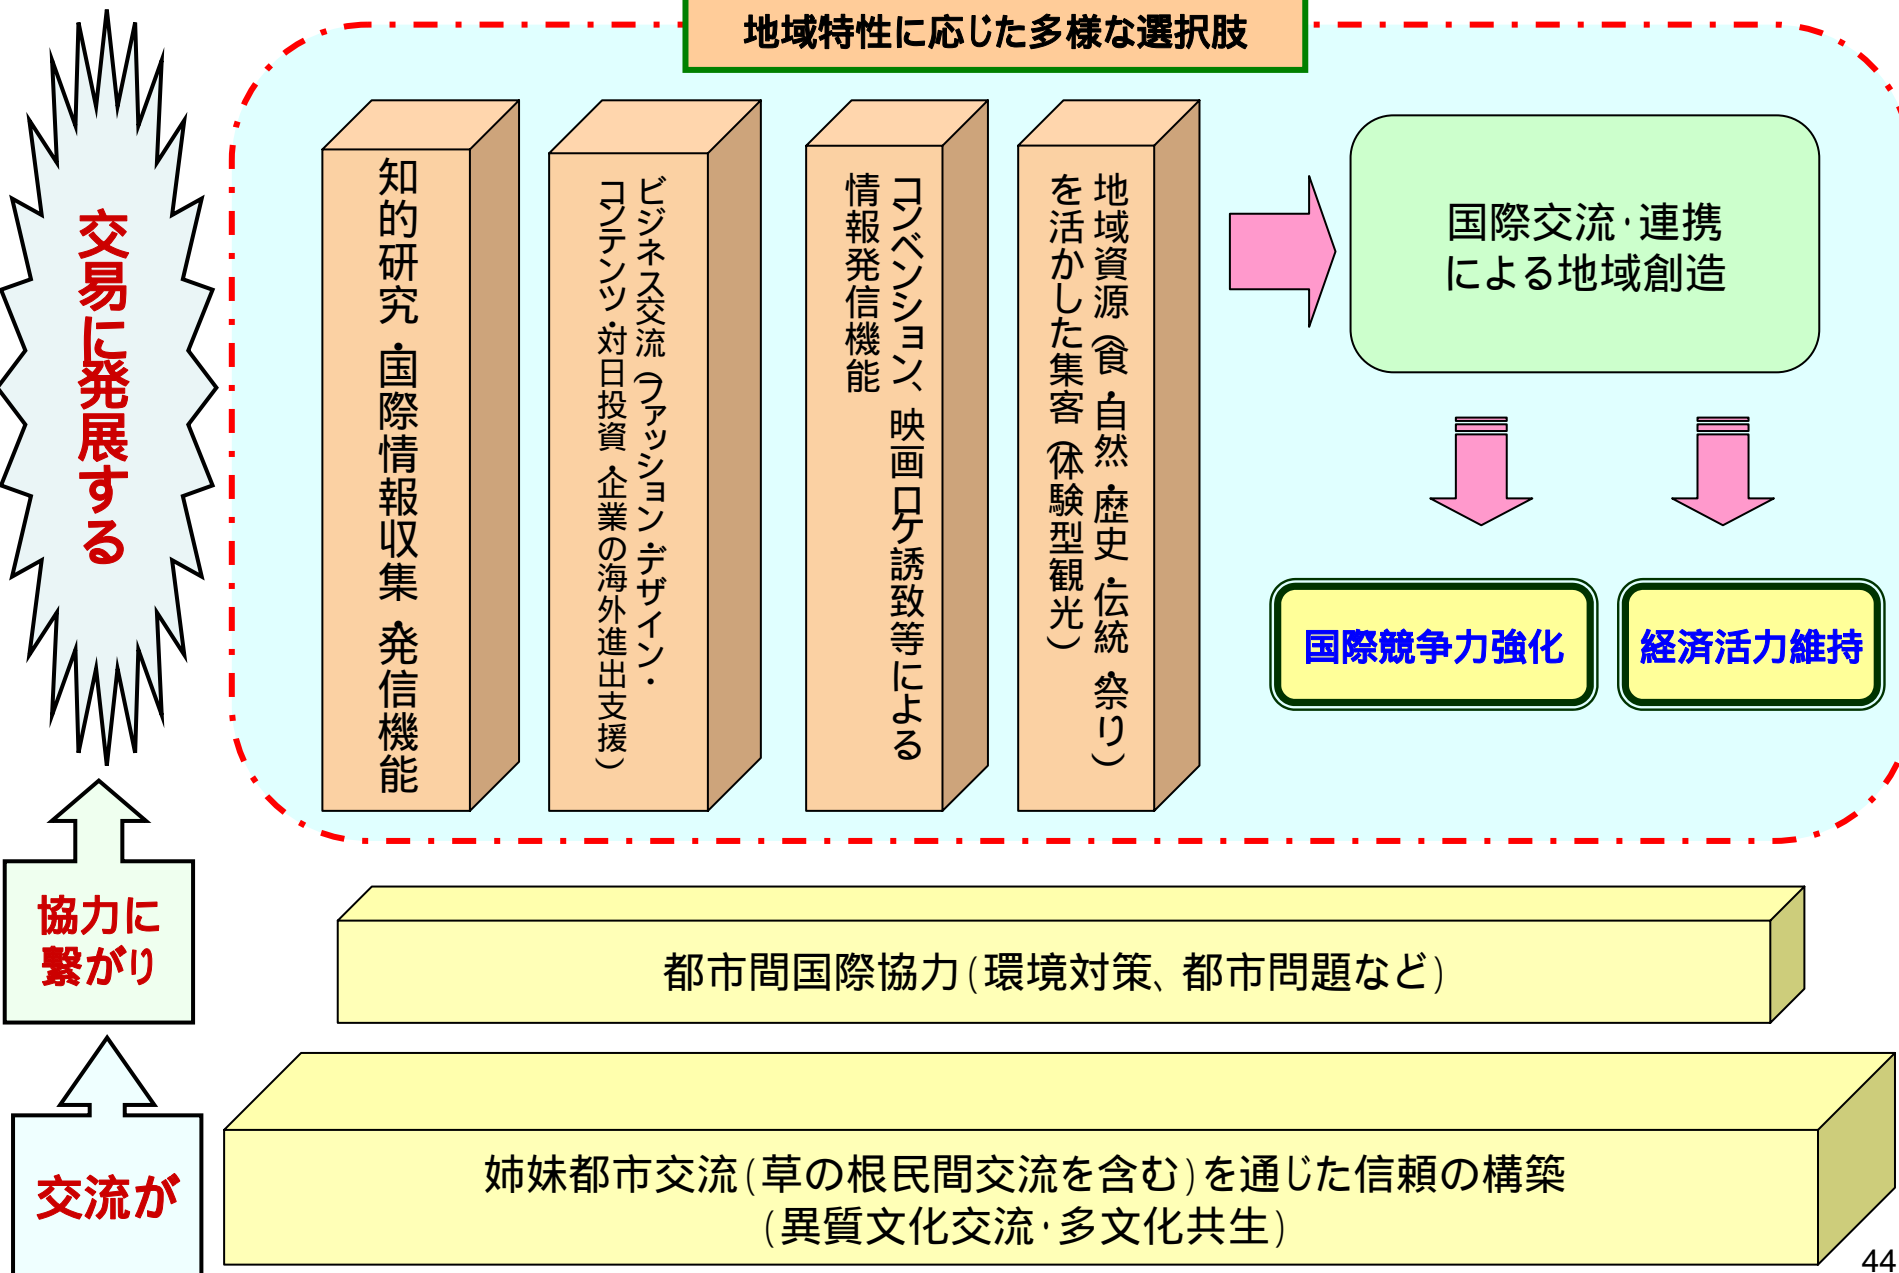 地域特性に応じた多様な選択肢
交易に発展する
知的研究・国際情報収集・発信機能
ビジネス交流（ファッション・デザイン・
コンテンツ・対日投資・企業の海外進出支援）
コンベンション、映画ロケ誘致等による
情報発信機能
地域資源（食・自然・歴史・伝統・祭り）
を活かした集客（体験型観光）
国際交流・連携
による地域創造
国際競争力強化
経済活力維持
協力に
繋がり
都市間国際協力（環境対策、都市問題など）
交流が
姉妹都市交流（草の根民間交流を含む）を通じた信頼の構築
（異質文化交流・多文化共生）
44